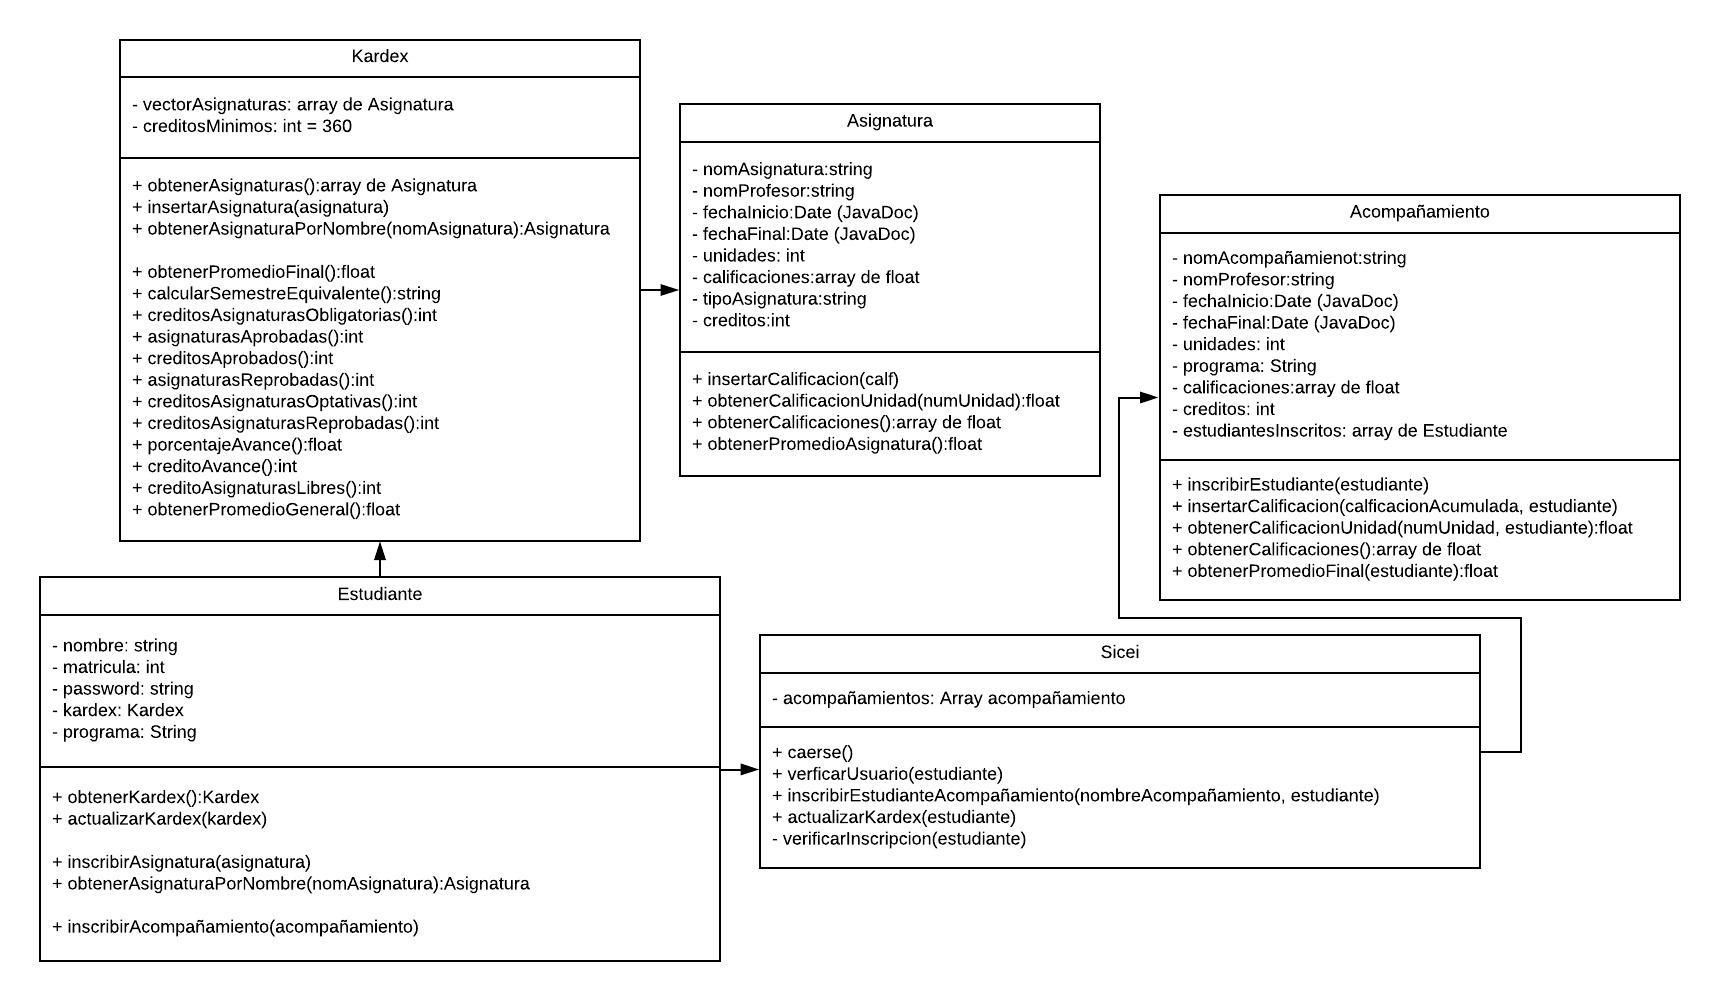 Kardex
- vectorAsignaturas: array de Asignatura
- creditosMinimos: int = 360
+ obtenerAsignaturas():array de Asignatura
+ insertarAsignatura(asignatura)
+ obtenerAsignaturaPorNombre(nomAsignatura):Asignatura
+ obtenerPromedioFinal():float
+ calcularSemestreEquivalente():string
+ creditosAsignaturasObligatorias():int
+ asignaturasAprobadas():int
+ creditosAprobados():int
+ asignaturasReprobadas():int
+ creditosAsignaturasOptativas():int
+ creditosAsignaturasReprobadas():int
+ porcentajeAvance():float
+ creditoAvance():int
+ creditoAsignaturasLibres():int
+ obtenerPromedioGeneral():float
Asignatura
- nomAsignatura:string
- nomProfesor:string
- fechaInicio:Date (JavaDoc)
- fechaFinal:Date (JavaDoc)
- unidades: int
- calificaciones:array de float
- tipoAsignatura:string
- creditos:int
+ insertarCalificacion(calf)
+ obtenerCalificacionUnidad(numUnidad):float
+ obtenerCalificaciones():array de float
+ obtenerPromedioAsignatura():float
Acompañamiento
- nomAcompañamienot:string
- nomProfesor:string
- fechaInicio:Date (JavaDoc)
- fechaFinal:Date (JavaDoc)
- unidades: int
- programa: String
- calificaciones:array de float
- creditos: int
- estudiantesInscritos: array de Estudiante
+ inscribirEstudiante(estudiante)
+ insertarCalificacion(calficacionAcumulada, estudiante)
+ obtenerCalificacionUnidad(numUnidad, estudiante):float
+ obtenerCalificaciones():array de float
+ obtenerPromedioFinal(estudiante):float
Estudiante
- nombre: string
- matricula: int
- password: string
- kardex: Kardex
- programa: String
+ obtenerKardex():Kardex
+ actualizarKardex(kardex)
+ inscribirAsignatura(asignatura)
+ obtenerAsignaturaPorNombre(nomAsignatura):Asignatura
+ inscribirAcompañamiento(acompañamiento)
Sicei
- acompañamientos: Array acompañamiento
+ caerse()
+ verficarUsuario(estudiante)
+ inscribirEstudianteAcompañamiento(nombreAcompañamiento, estudiante)
+ actualizarKardex(estudiante)
- verificarInscripcion(estudiante)